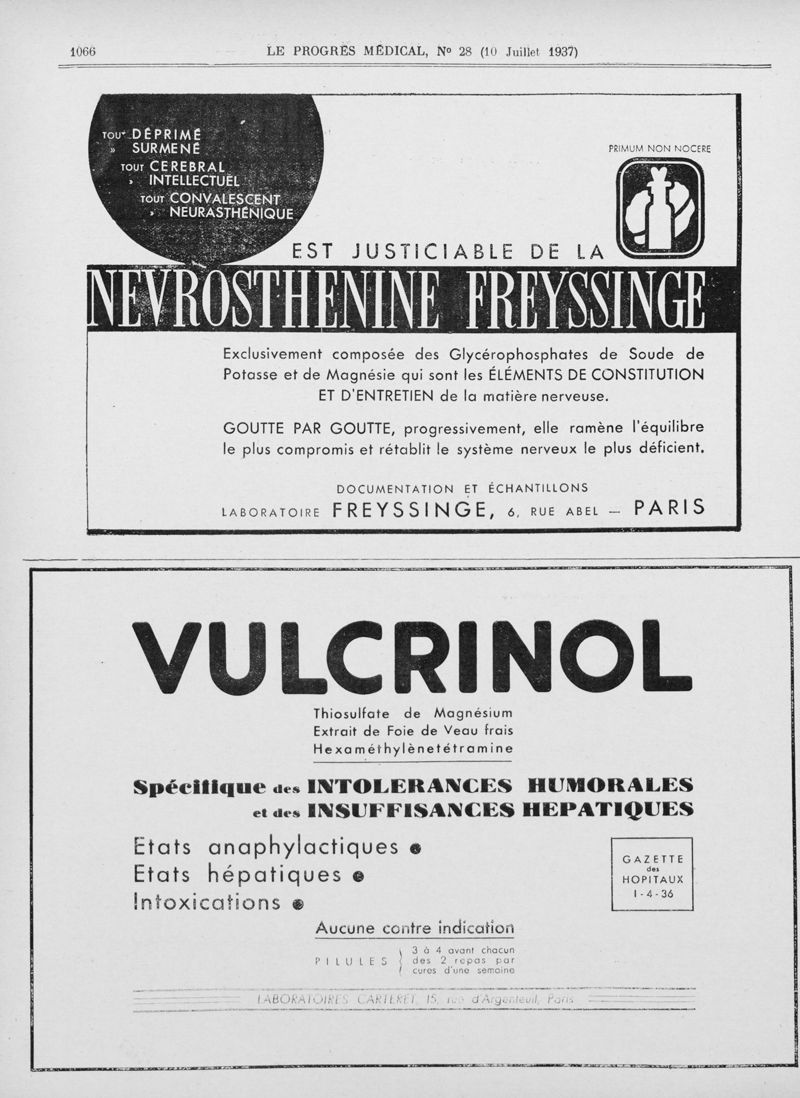 1066
LE PROGRÈS MÉDICAL, No 28 (10 Juillet 1937)
TOUT DÉPRIMÉ
» SURMENÉ
TOUT CEREBRAL
» INTELLECTUEL
TOUT CONVALESCENT
» NEURASTHÉNIQUE
PRIMUM NON NOCERE
EST JUSTICIABLE DE LA
NEVROSTHENINE FREYSSINGE
Exclusivement composée des Glycérophosphates de Soude de
Potasse et de Magnésie qui sont les ÉLÉMENTS DE CONSTITUTION
ET D'ENTRETIEN de la matière nerveuse.
GOUTTE PAR GOUTTE, progressivement, elle ramène l'équilibre
le plus compromis et rétablit le système nerveux le plus déficient.
DOCUMENTATION ET ÉCHANTILLONS
LABORATOIRE FREYSSINGE, 6, RUE ABEL — PARIS
VULCRINOL
Thiosulfate de Magnésium
Extrait de Foie de Veau frais
Hexaméthylènetétramine
Spécifique des INTOLERANCES HUMORALES
et des INSUFFISANCES HEPATIQUES
Etats anaphylactiques
Etats hépatiques
Intoxications
GAZETTE
des
HOPITAUX
1-4-36
Aucune contre indication
PILULES
3 à 4 avant chacun
des 2 repas par
cures d'une semaine
LABORATOIRES CARTERET, 15, rue d'Argenteuil, Paris